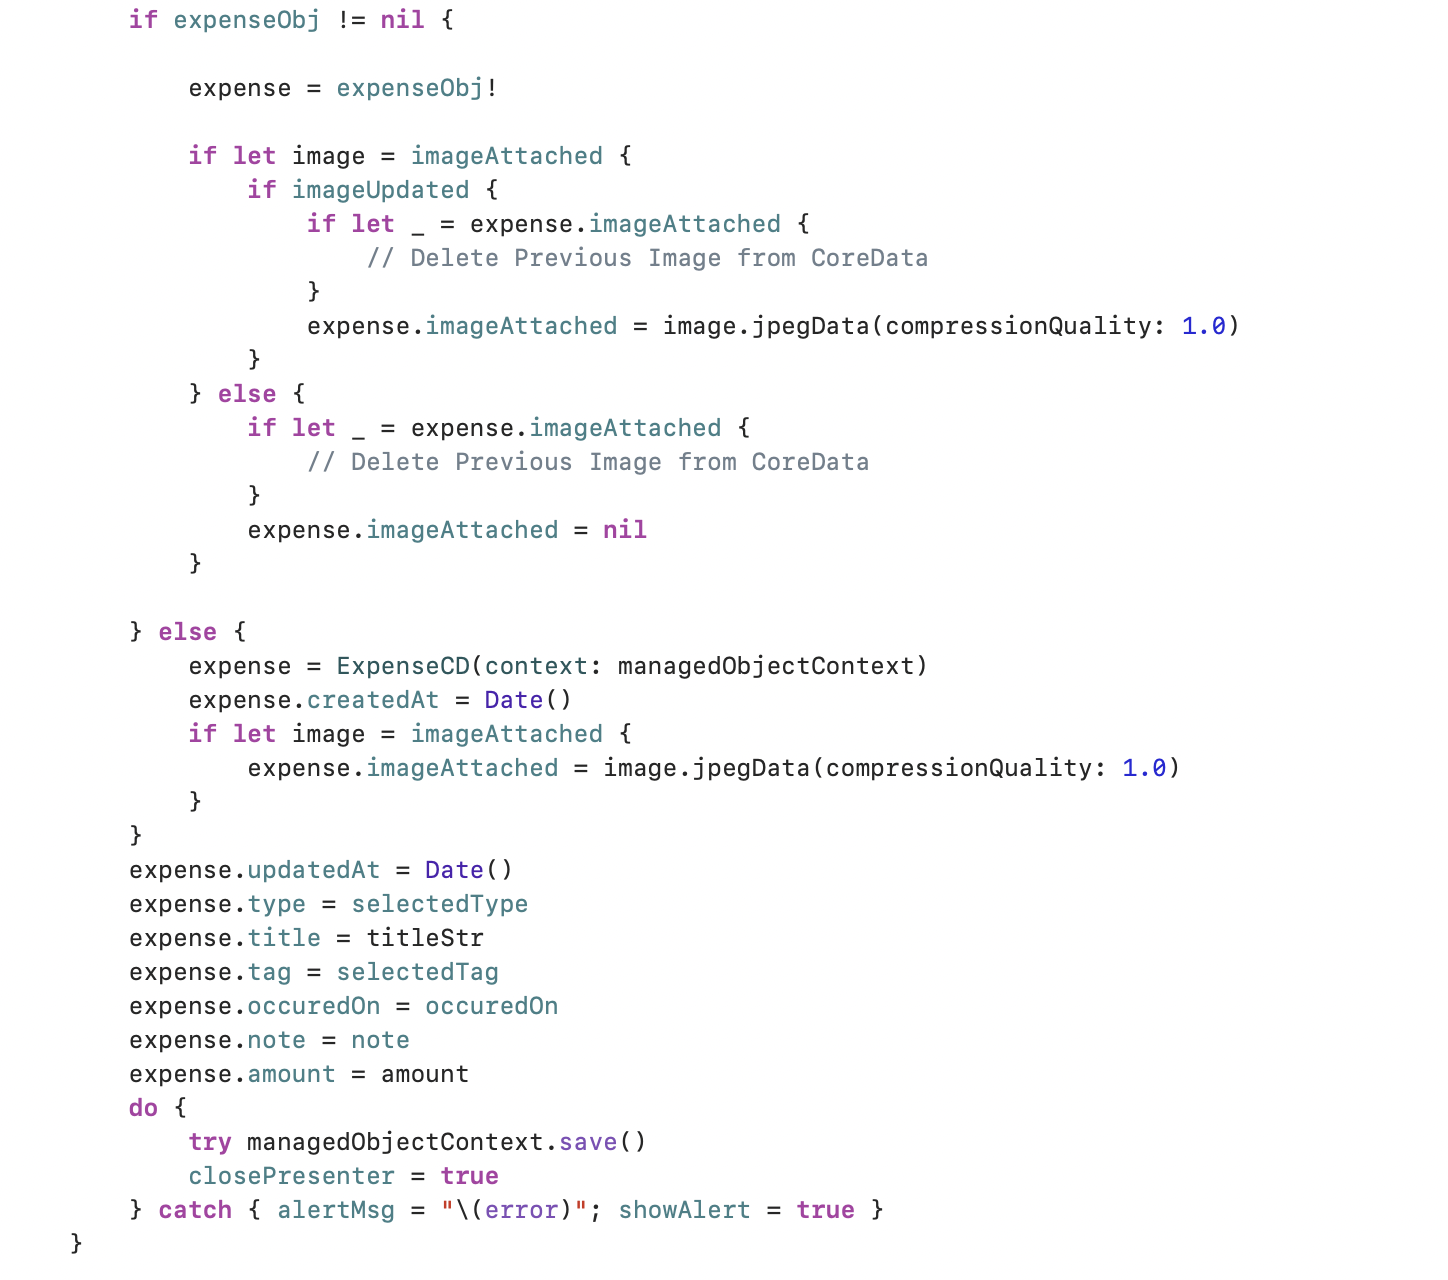 if expenseObj != nil {
expense = expenseObj!
if let image = imageAttached {
if imageUpdated {
if let _ = expense.imageAttached {
// Delete Previous Image from CoreData
}
expense.imageAttached = image.jpegData(compressionQuality: 1.0)
}
} else {
if let _ = expense.imageAttached {
// Delete Previous Image from CoreData
}
expense.imageAttached = nil
}
} else {
expense = ExpenseCD(context: managedObjectContext)
expense.createdAt = Date()
if let image = imageAttached {
expense.imageAttached = image.jpegData(compressionQuality: 1.0)
}
}
expense.updatedAt = Date()
expense.type = selectedType
expense.title = titleStr
expense.tag = selectedTag
expense.occuredOn = occuredOn
expense.note = note
expense.amount = amount
do {
try managedObjectContext.save()
closePresenter = true
} catch { alertMsg = "\(error)"; showAlert = true }
}